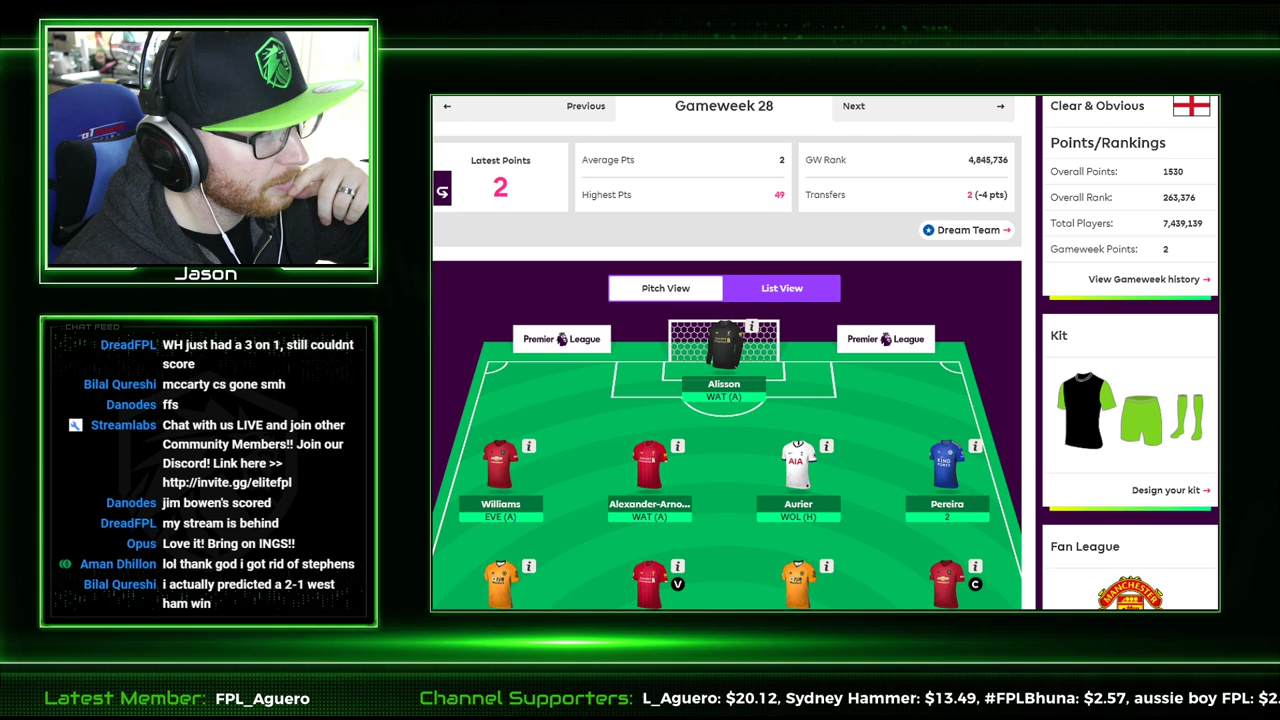 Jason
CHAT FEED
DreadFPL WH just had a 3 on 1, still couldnt
score
Bilal Qureshi mccarty cs gone smh
Danodes ffs
Streamlabs Chat with us LIVE and join other
Community Members!! Join our
Discord! Link here >>
http://invite.gg/elitefpl
Danodes jim bowen's scored
DreadFPL my stream is behind
Opus Love it! Bring on INGS!!
Aman Dhillon lol thank god i got rid of stephens
Bilal Qureshi i actually predicted a 2-1 west
ham win
← Previous Gameweek 28 Next →
Latest Points
2
Average Pts 2
Highest Pts 49
GW Rank 4,845,736
Transfers 2 (-4 pts)
Dream Team →
Pitch View List View
Premier League
Premier League
Alisson
WAT (A)
Williams
EVE (A)
Alexander-Arno...
WAT (A)
AIA
Aurier
WOL (H)
KING POWER
Pereira
2
V
C
Clear & Obvious
Points/Rankings
Overall Points: 1530
Overall Rank: 263,376
Total Players: 7,439,139
Gameweek Points: 2
View Gameweek history →
Kit
Design your kit →
Fan League
MANCHESTER
Latest Member: FPL_Aguero
Channel Supporters: L_Aguero: $20.12, Sydney Hammer: $13.49, #FPLBhuna: $2.57, aussie boy FPL: $2